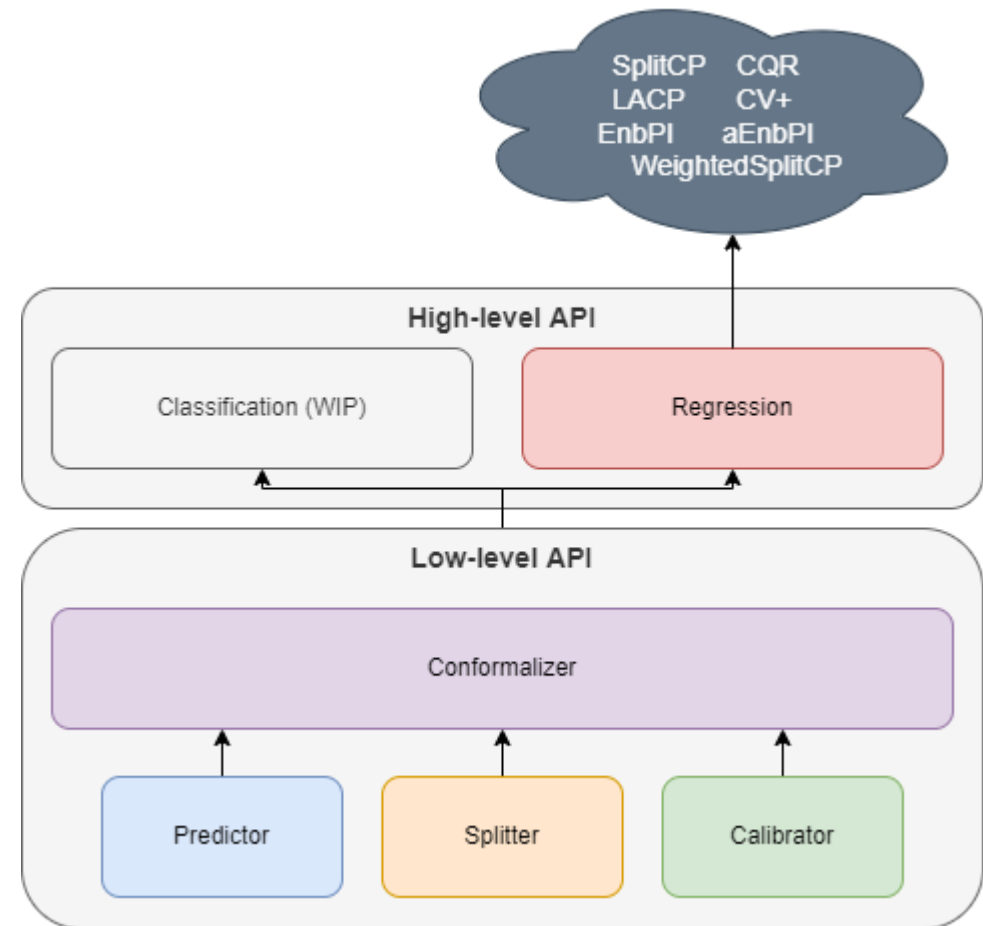 SplitCP CQR
LACP CV+
EnbPI aEnbPI
WeightedSplitCP
High-level API
Classification (WIP)
Regression
Low-level API
Conformalizer
Predictor
Splitter
Calibrator